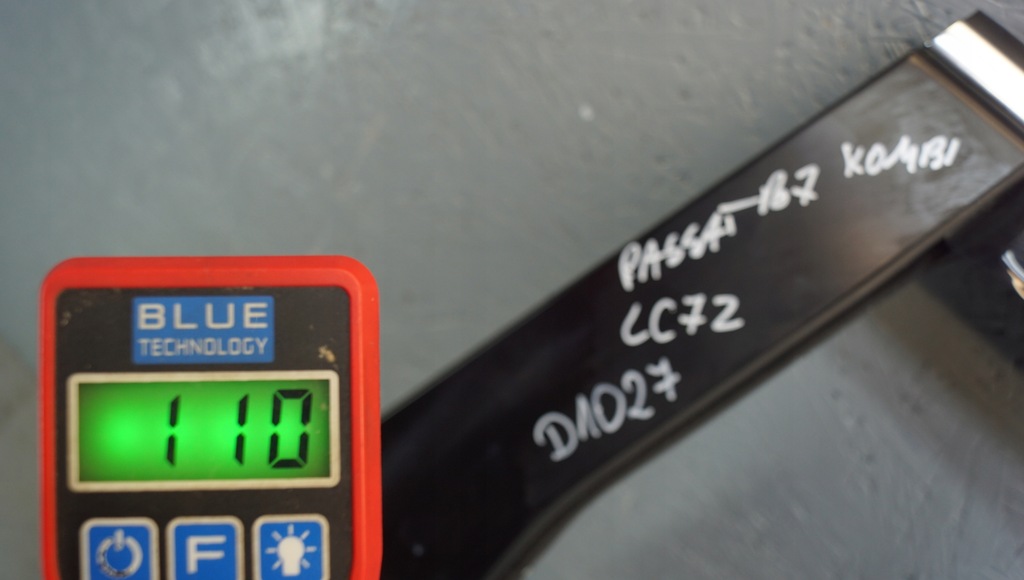 BLUE
TECHNOLOGY
110
F
PASSAT B7 KOMBI
LC7Z
D1027